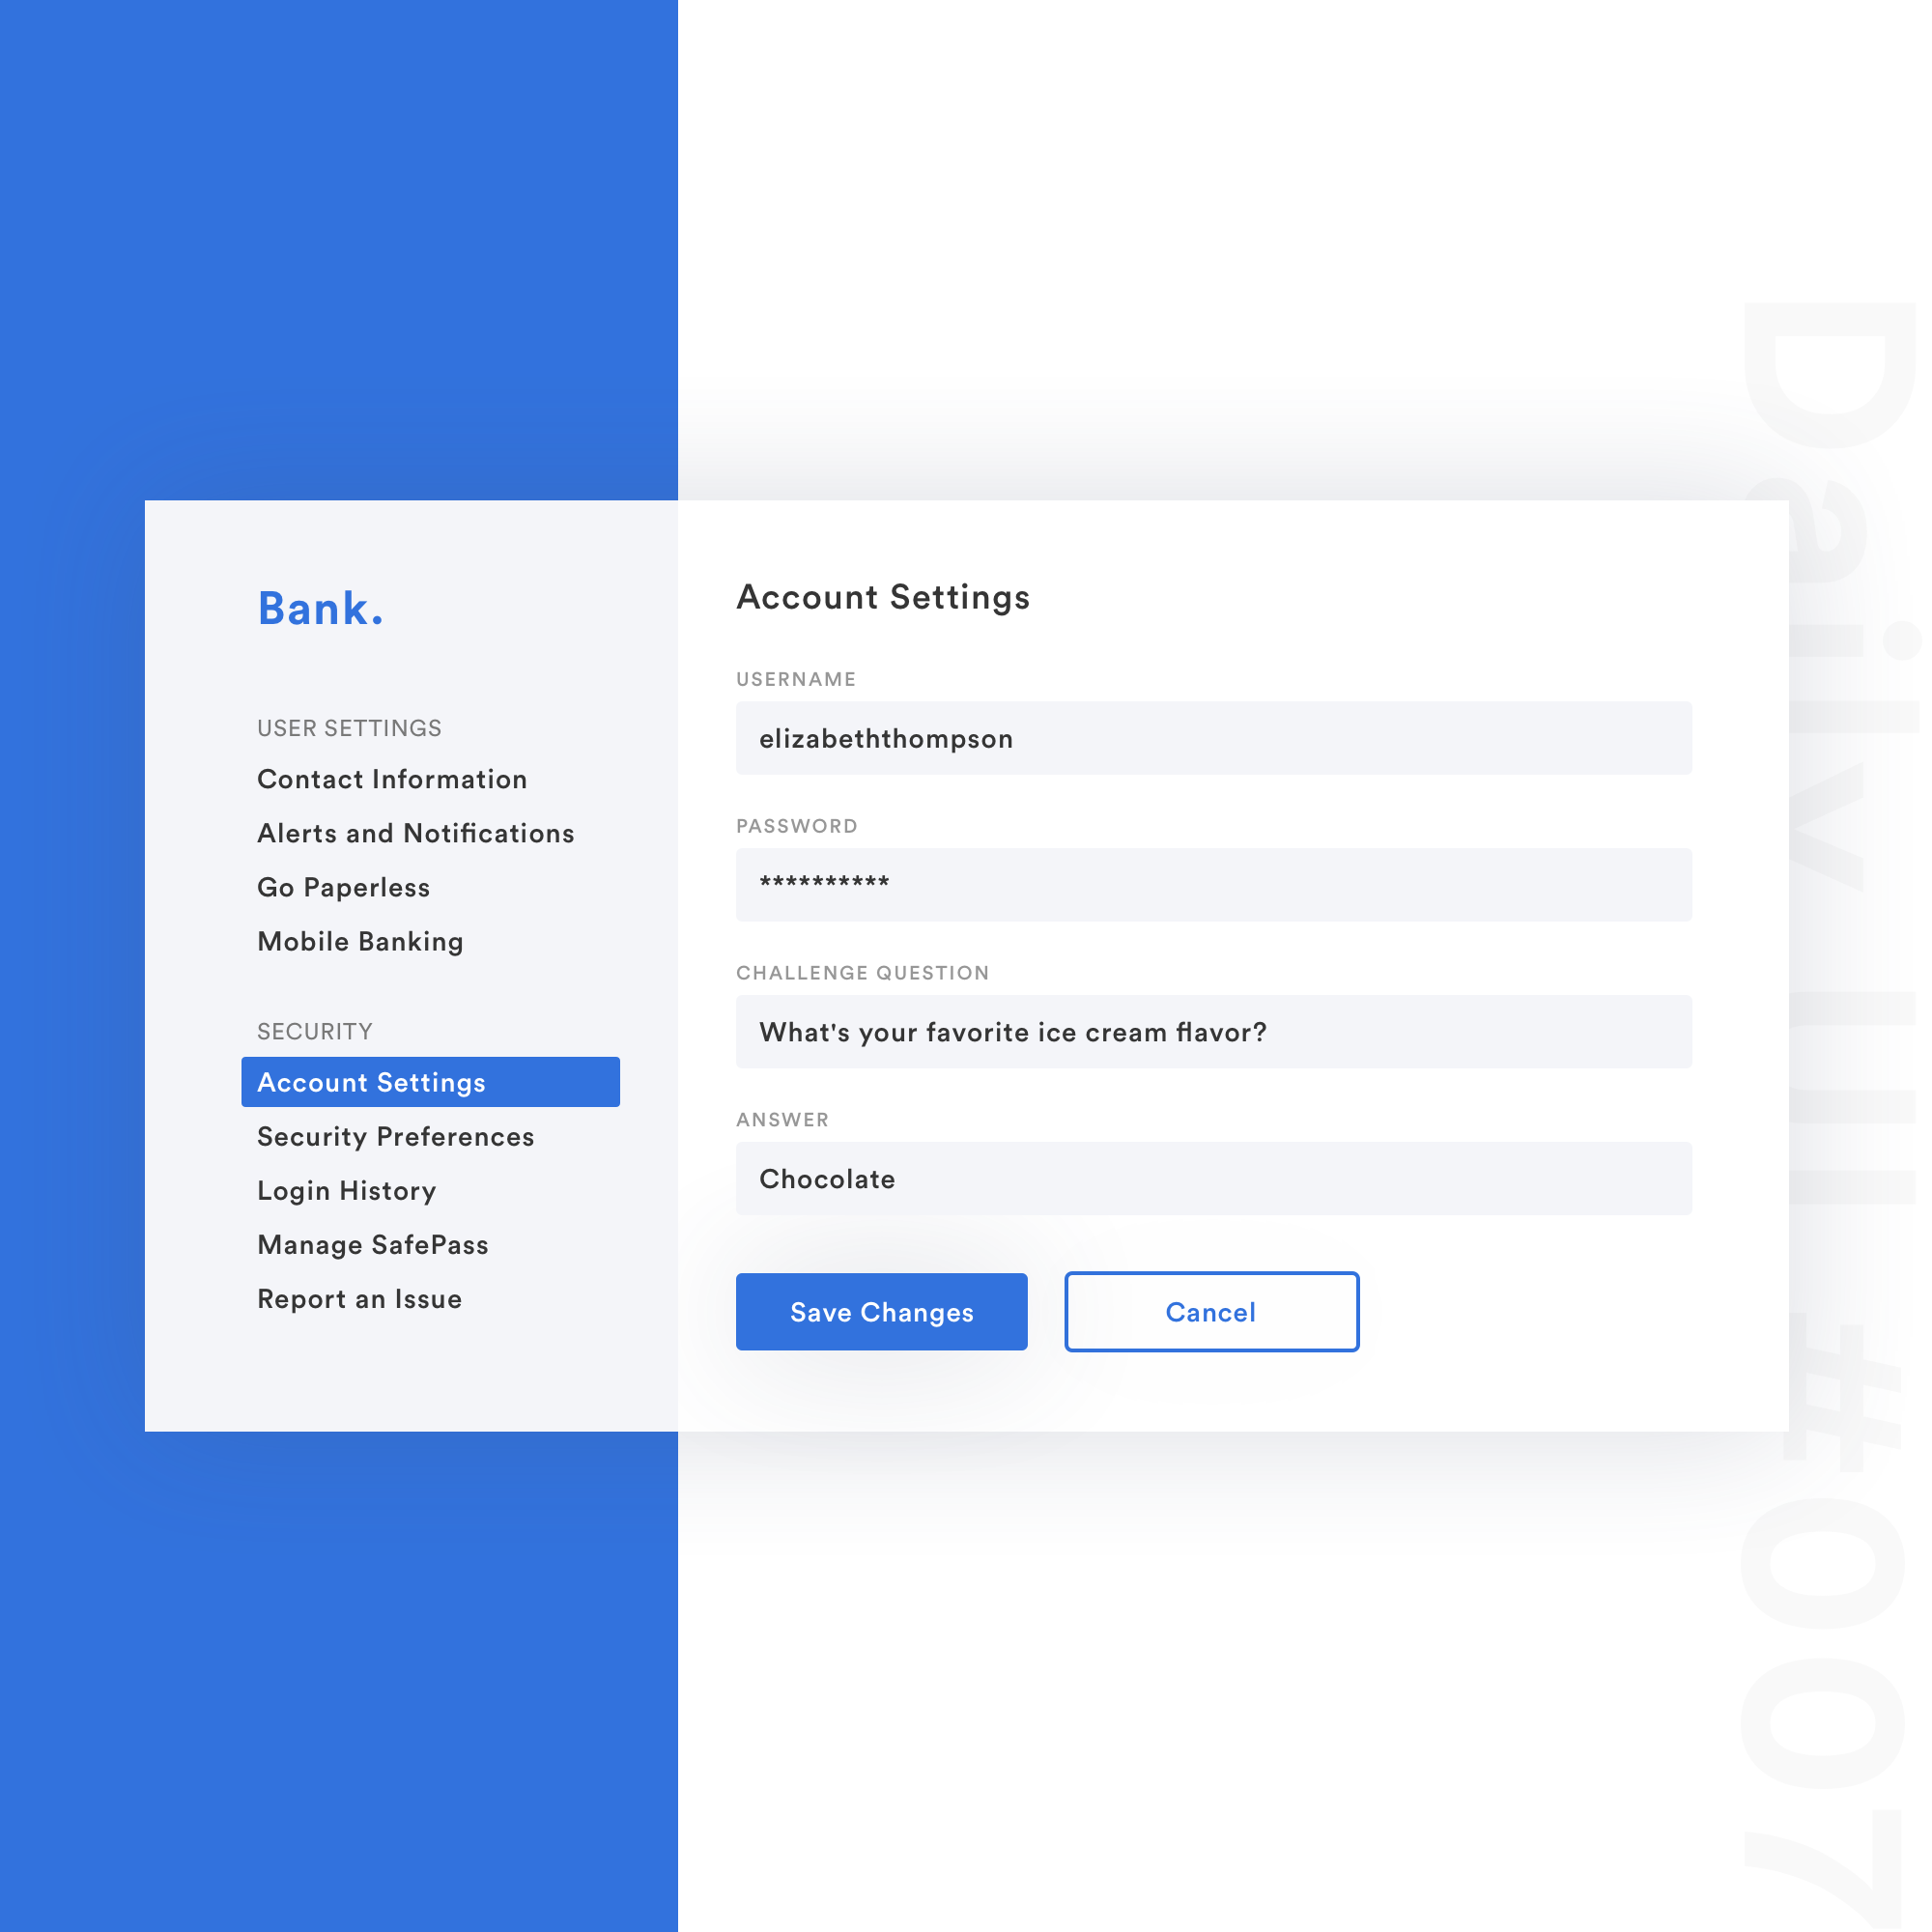 Bank.
USER SETTINGS
Contact Information
Alerts and Notifications
Go Paperless
Mobile Banking
SECURITY
Account Settings
Security Preferences
Login History
Manage SafePass
Report an Issue
Account Settings
USERNAME
elizabeththompson
PASSWORD
**********
CHALLENGE QUESTION
What's your favorite ice cream flavor?
ANSWER
Chocolate
Save Changes
Cancel
Daily UI #007